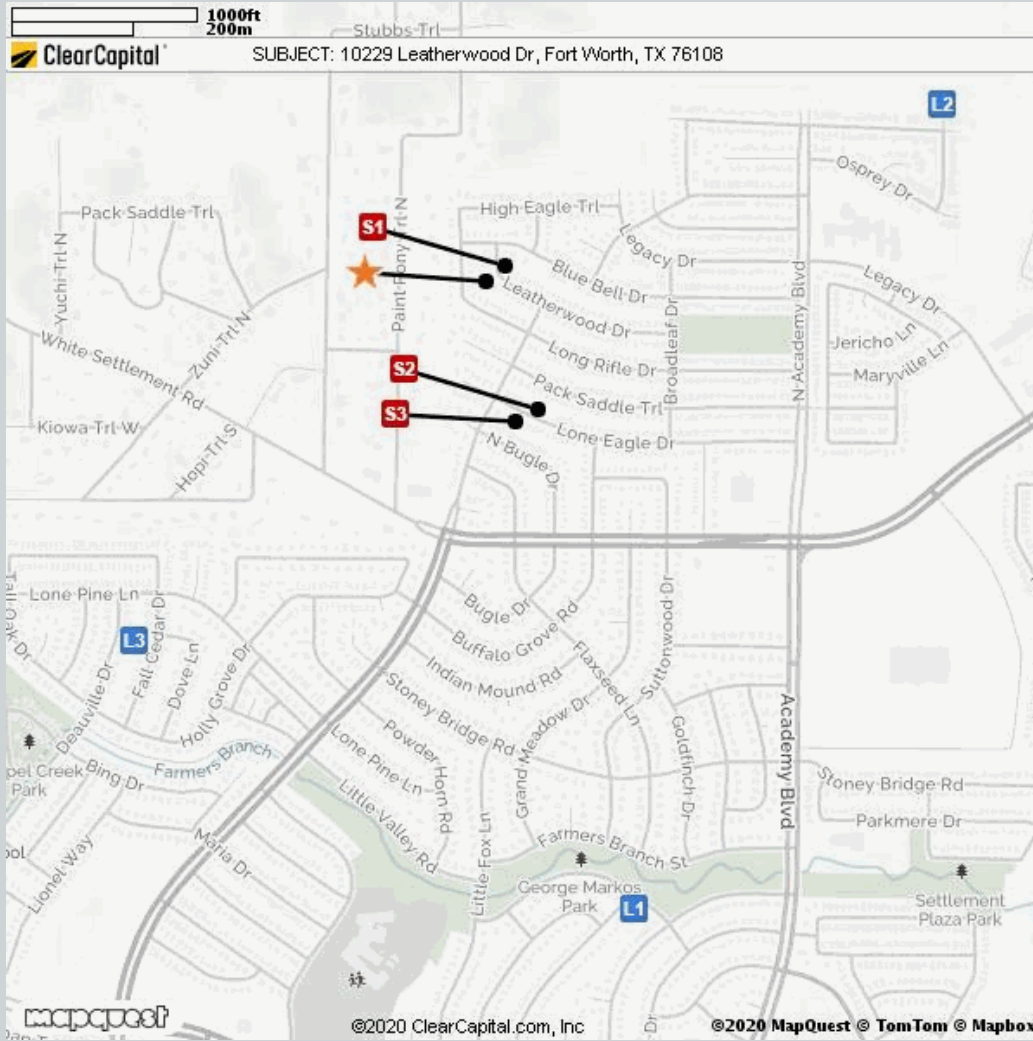 1000ft
200m
Stubbs Trl
ClearCapital
SUBJECT: 10229 Leatherwood Dr, Fort Worth, TX 76108
L2
Osprey Dr
Pack Saddle Trl
High Eagle Trl
S1
Yuchi Trl N
Paint Pony Trl N
Legacy Dr
Blue Bell Dr
Legacy Dr
Leatherwood Dr
N Academy Blvd
Zuni Trl N
White Settlement Rd
Long Rifle Dr
Broadleaf Dr
Jericho Ln
Maryville Ln
S2
Pack Saddle Trl
S3
Kiowa Trl W
Hopi Trl S
Lone Eagle Dr
N Bugle Dr
Lone Pine Ln
Fall Cedar Dr
L3
Dove Ln
Deauville Dr
Holly Grove Dr
Bugle Dr
Buffalo Grove Rd
Suttonwood Dr
Indian Mound Rd
Flaxseed Ln
Stoney Bridge Rd
Grand Meadow Dr
Goldfinch Dr
Academy Blvd
Powder Horn Rd
Lone Pine Ln
Farmers Branch
pel Creek
Park
Bing Dr
Stoney Bridge Rd
Little Valley Rd
Parkmere Dr
Maria Dr
Little Fox Ln
Farmers Branch St
ool
Lionel Way
George Markos
Park
L1
Settlement
Plaza Park
Dr
mapquest
©2020 ClearCapital.com, Inc
©2020 MapQuest © TomTom © Mapbox